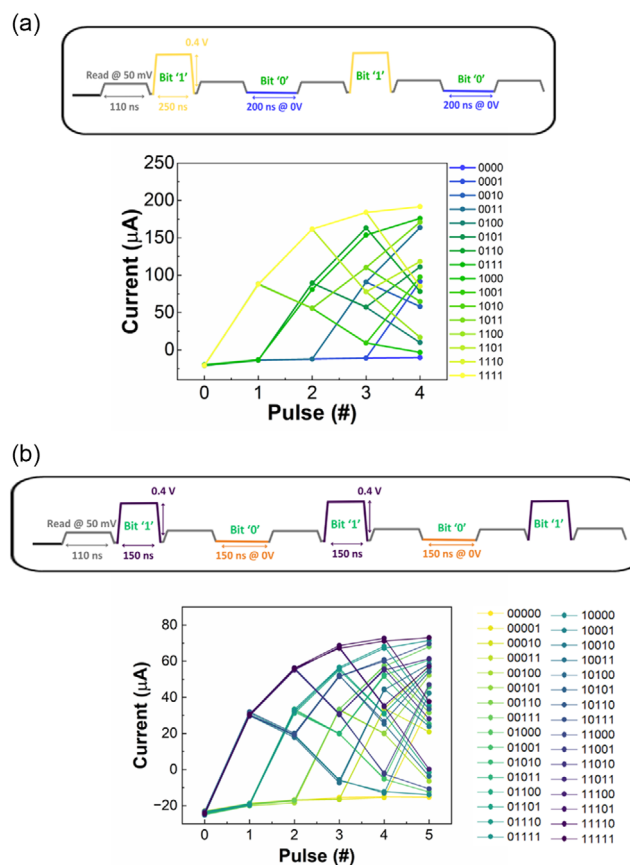 (a)
0.4 V
Read @ 50 mV
Bit ‘1’
Bit ‘0’
Bit ‘1’
Bit ‘0’
110 ns
250 ns
200 ns @ 0V
200 ns @ 0V
250
200
150
100
50
0
Current (μA)
0 1 2 3 4
Pulse (#)
0000
0001
0010
0011
0100
0101
0110
0111
1000
1001
1010
1011
1100
1101
1110
1111
(b)
0.4 V
0.4 V
Read @ 50 mV
Bit ‘1’
Bit ‘0’
Bit ‘1’
Bit ‘0’
Bit ‘1’
110 ns
150 ns
150 ns @ 0V
150 ns
150 ns @ 0V
80
60
40
20
0
−20
Current (μA)
0 1 2 3 4 5
Pulse (#)
00000 10000
00001 10001
00010 10010
00011 10011
00100 10100
00101 10101
00110 10110
00111 10111
01000 11000
01001 11001
01010 11010
01011 11011
01100 11100
01101 11101
01110 11110
01111 11111